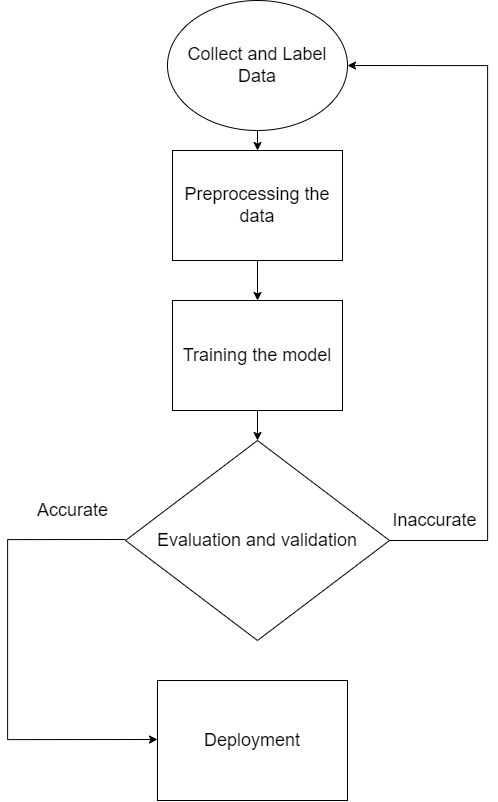 Collect and Label
Data
Preprocessing the
data
Training the model
Accurate
Inaccurate
Evaluation and validation
Deployment